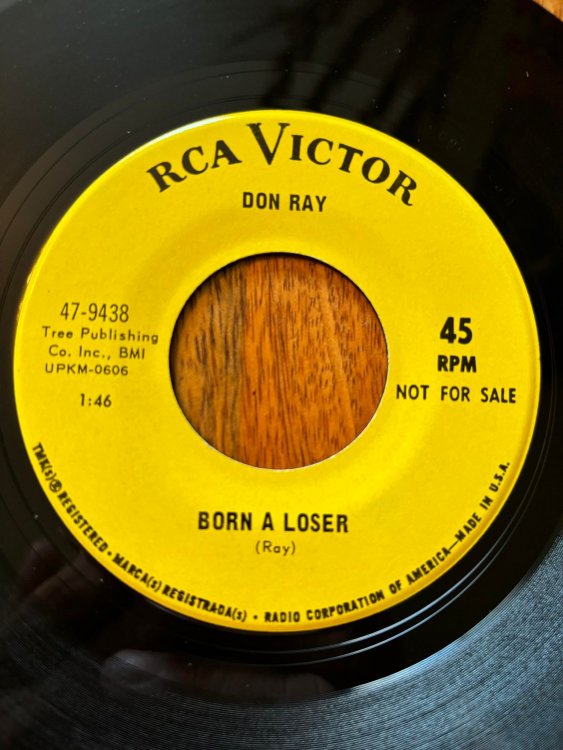 RCA VICTOR
DON RAY
47-9438
Tree Publishing
Co. Inc., BMI
UPKM-0606
1:46
45
RPM
NOT FOR SALE
BORN A LOSER
(Ray)
TMK(s) ® REGISTERED • MARCA(s) REGISTRADA(s) • RADIO CORPORATION OF AMERICA—MADE IN U.S.A.